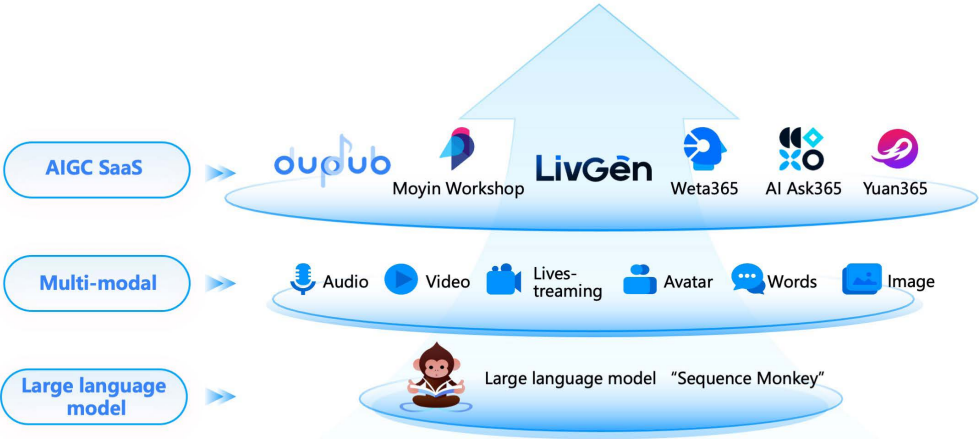 AIGC SaaS
dupdub
Moyin Workshop
LivGen
Weta365
AI Ask365
Yuan365
Multi-modal
Audio
Video
Lives-
treaming
Avatar
Words
Image
Large language
model
Large language model “Sequence Monkey”